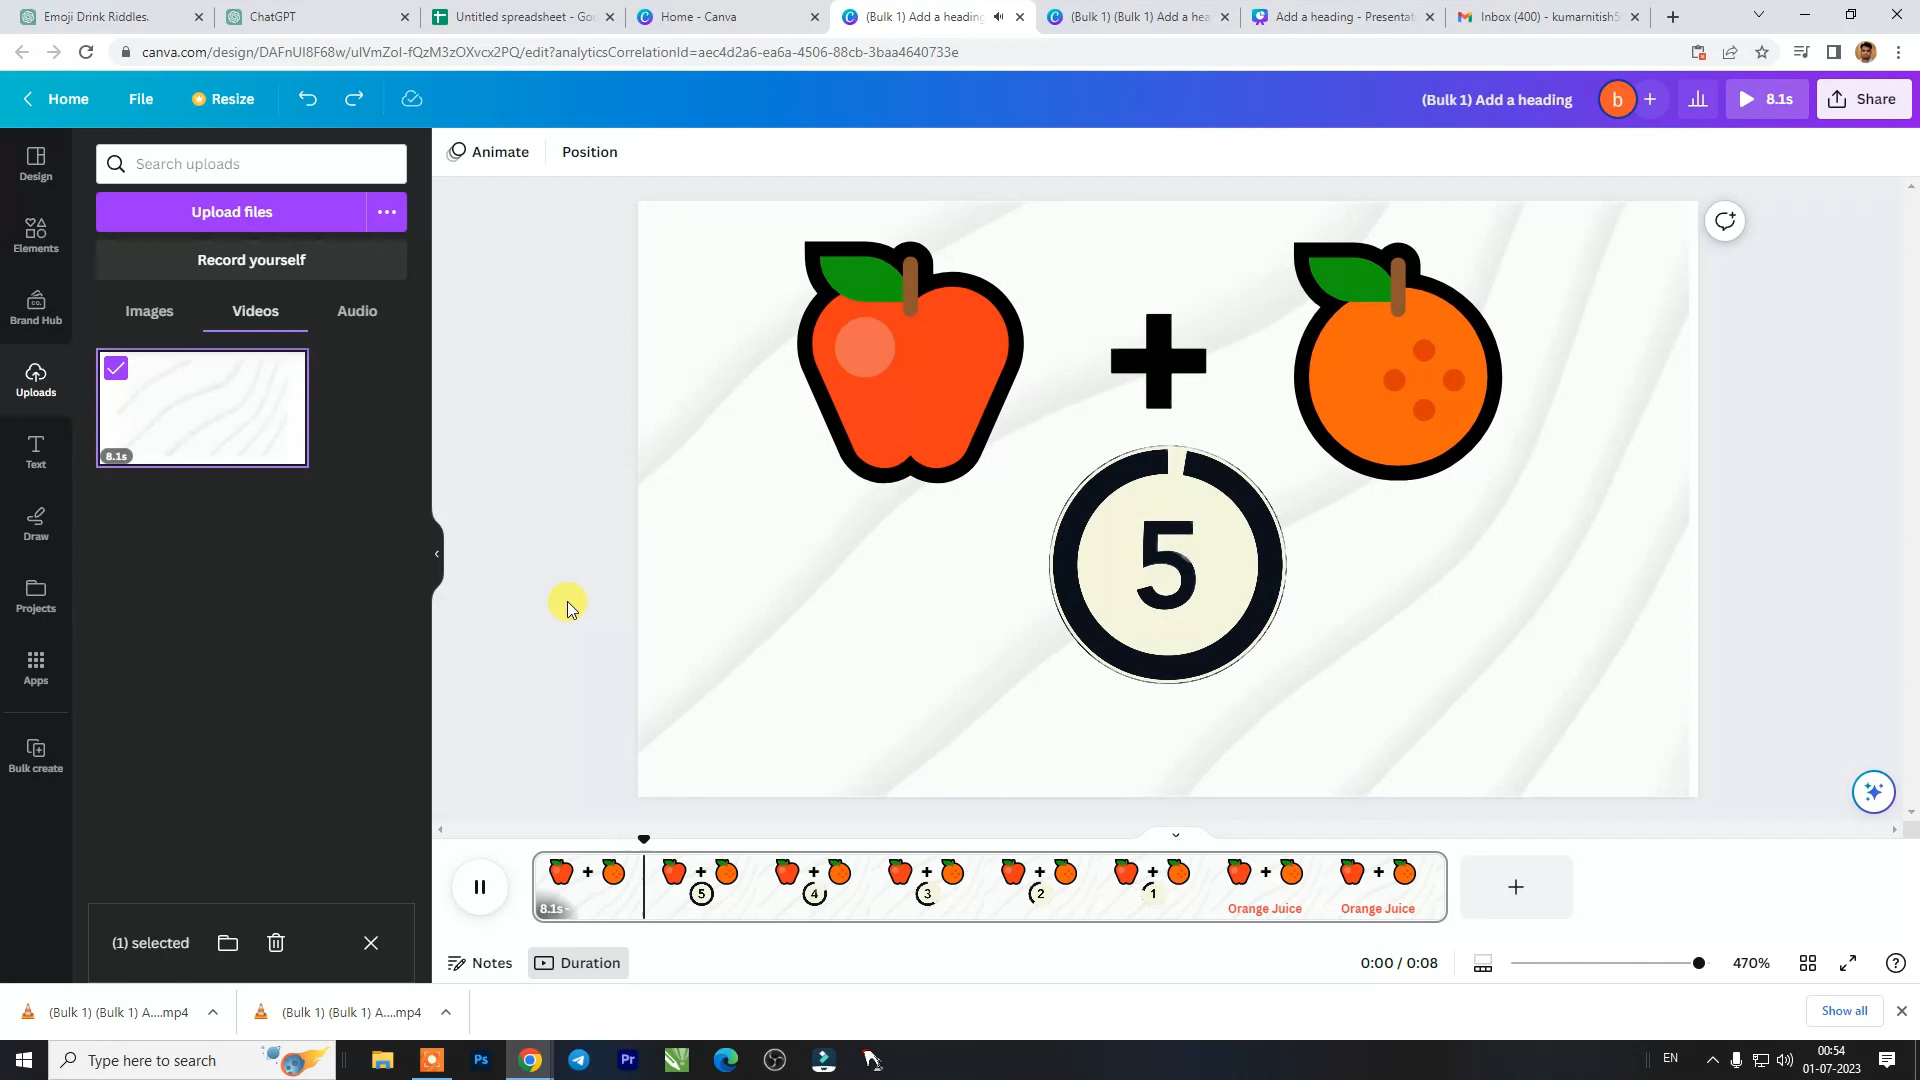 Emoji Drink Riddles.
ChatGPT
Untitled spreadsheet - Goo
Home - Canva
(Bulk 1) Add a heading
(Bulk 1) (Bulk 1) Add a hea
Add a heading - Presentat
Inbox (400) - kumarnitish5
canva.com/design/DAFnUI8F68w/uIVmZoI-fQzM3zOXvcx2PQ/edit?analyticsCorrelationId=aec4d2a6-ea6a-4506-88cb-3baa4640733e
Home
File
Resize
(Bulk 1) Add a heading
b
8.1s
Share
Design
Elements
CO.
Brand Hub
Uploads
Text
Draw
Projects
Apps
Bulk create
Search uploads
Upload files
Record yourself
Images
Videos
Audio
8.1s
(1) selected
Animate
Position
+
5
8.1s
+
+
5
+
4
+
3
+
2
+
1
+
Orange Juice
+
Orange Juice
Notes
Duration
0:00 / 0:08
470%
(Bulk 1) (Bulk 1) A....mp4
(Bulk 1) (Bulk 1) A....mp4
Show all
Type here to search
Ps
Pr
EN
00:54
01-07-2023